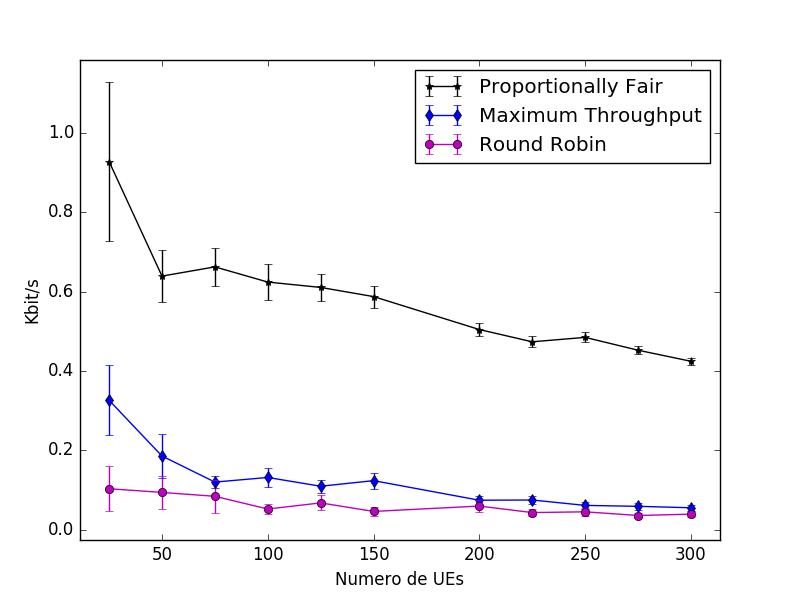 Proportionally Fair
Maximum Throughput
Round Robin
Kbit/s
1.0
0.8
0.6
0.4
0.2
0.0
50 100 150 200 250 300
Numero de UEs